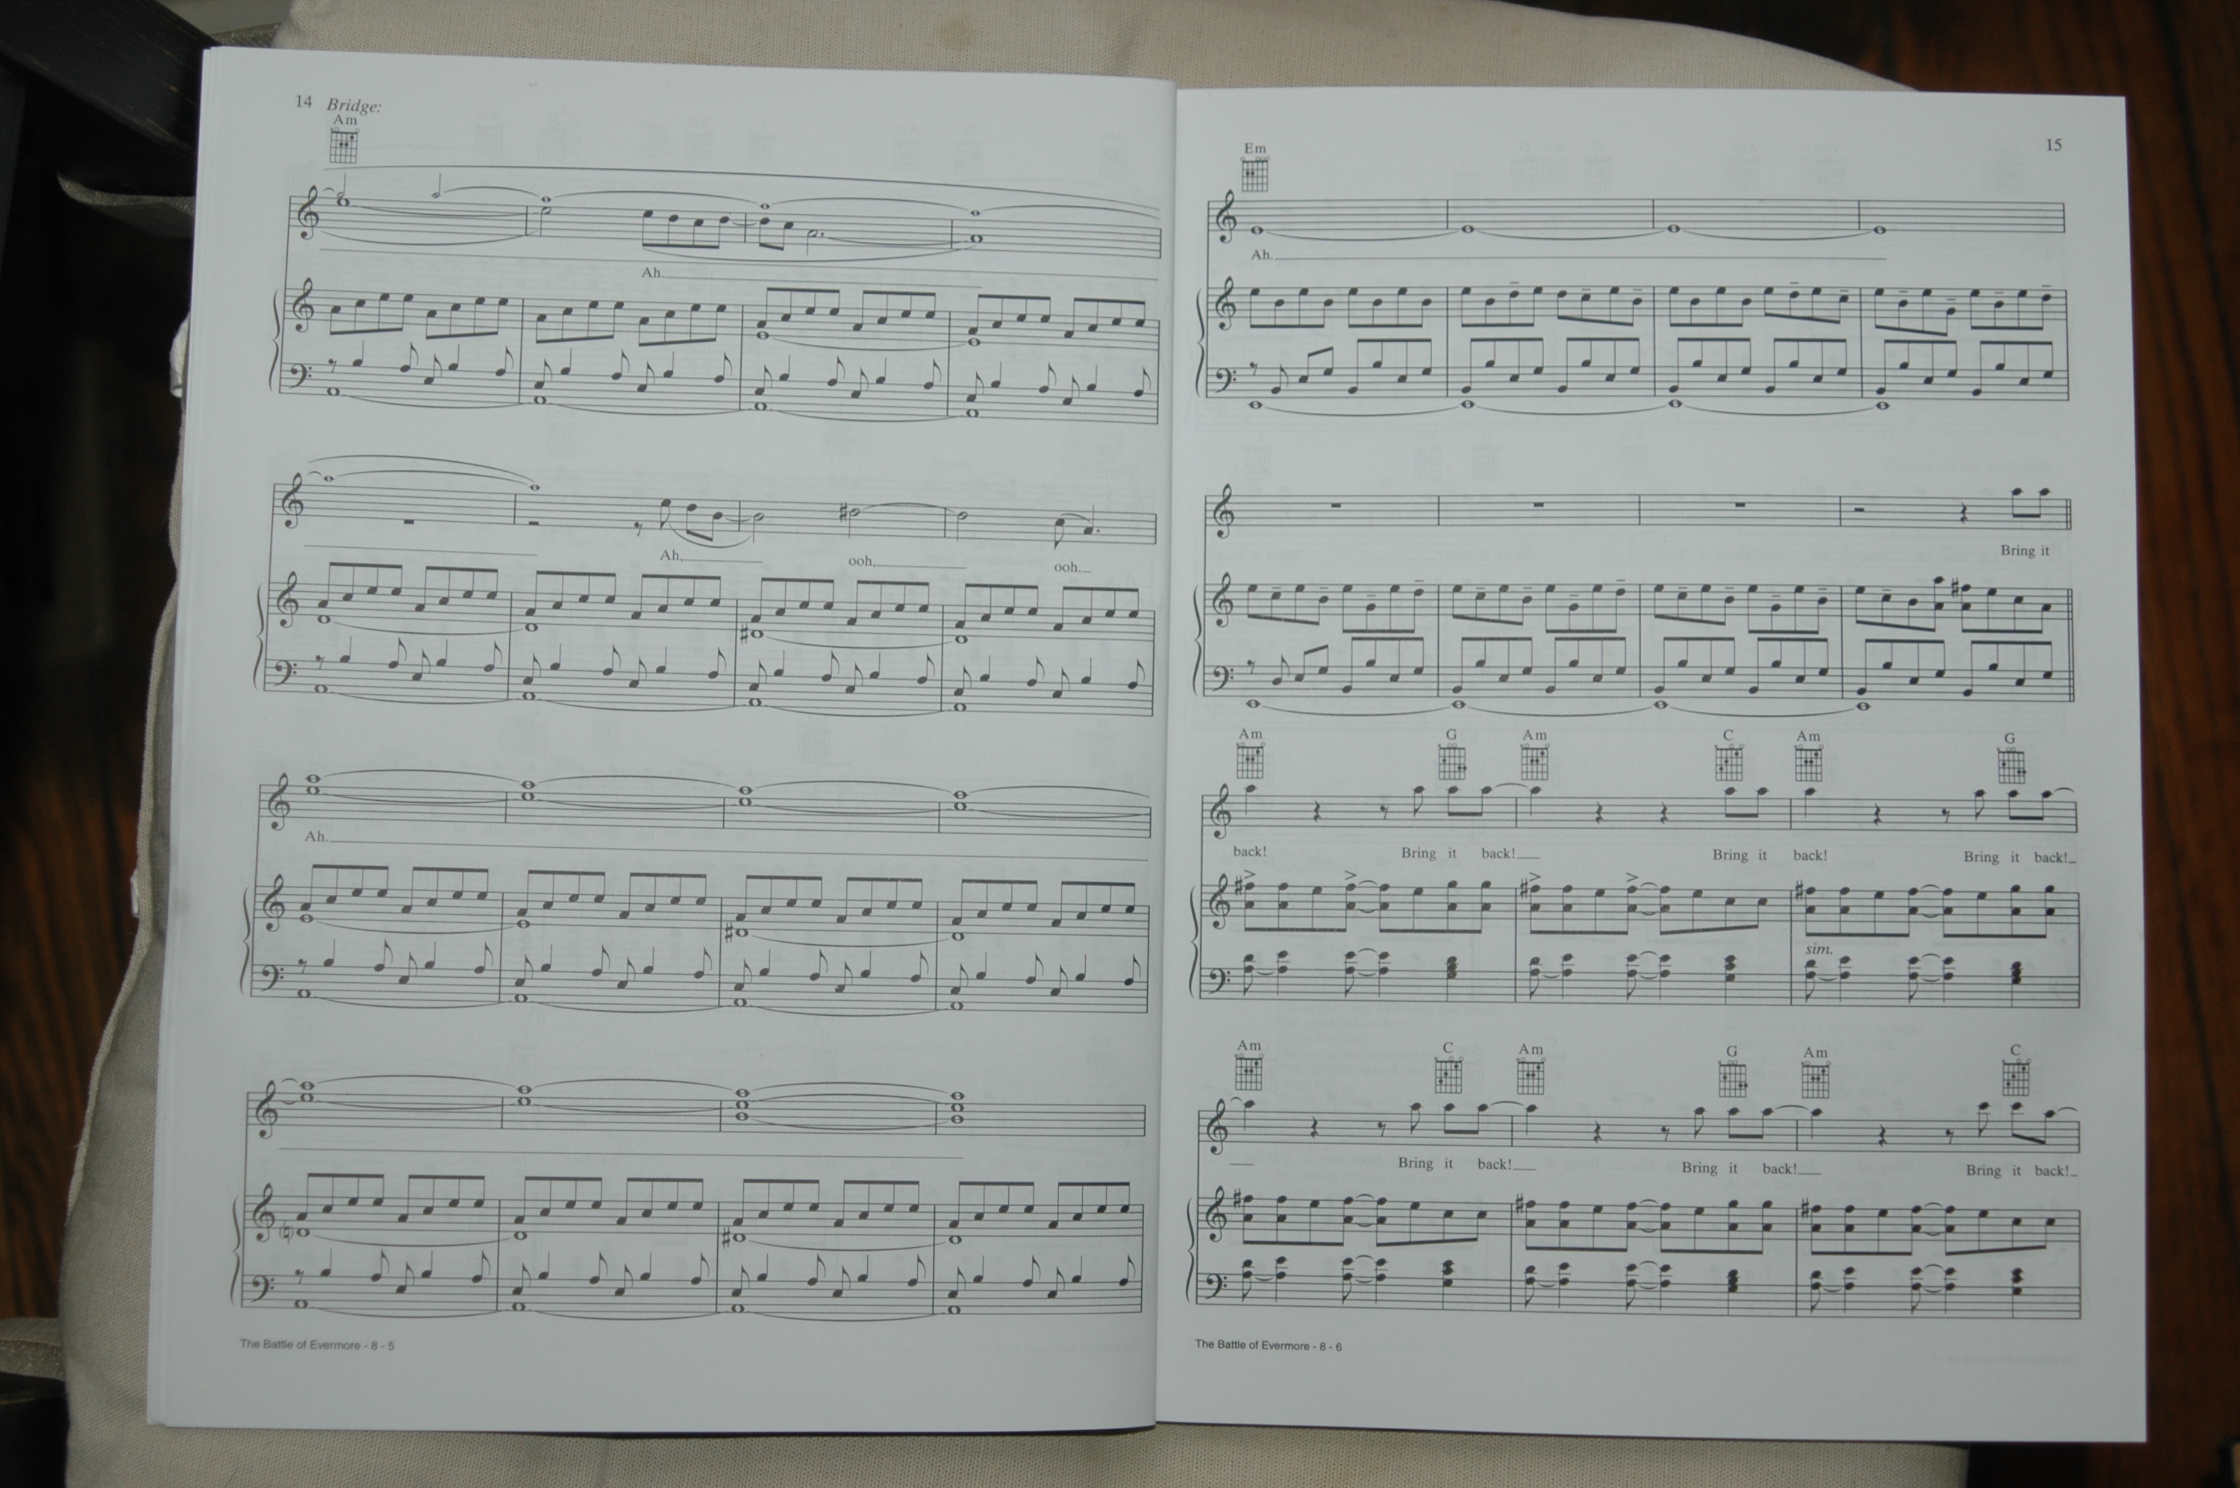 14 Bridge:
Am
Ah.
Ah, ooh, ooh.
Ah.
The Battle of Evermore - 8 - 5
15
Em
Ah.
Bring it
Am G Am C Am G
back! Bring it back! Bring it back! Bring it back!
sim.
Am C Am G Am C
Bring it back! Bring it back! Bring it back!
The Battle of Evermore - 8 - 6